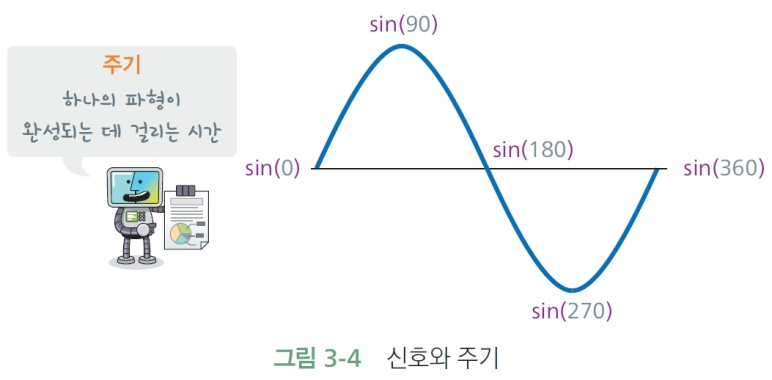 주기
하나의 파형이
완성되는 데 걸리는 시간
sin(90)
sin(0)
sin(180)
sin(360)
sin(270)
그림 3-4 신호와 주기